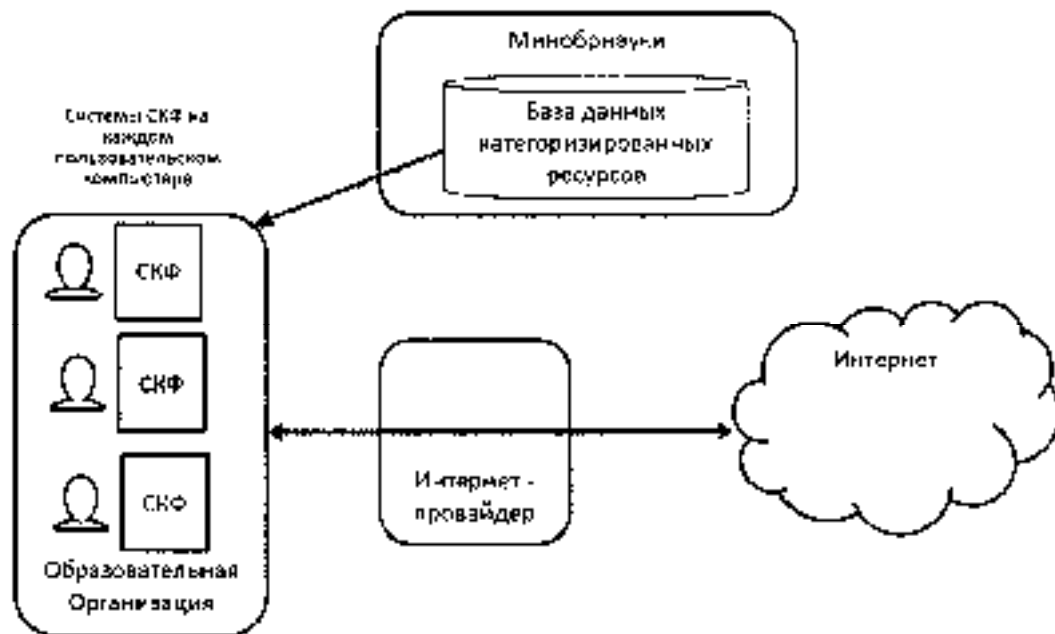 Минобрнауки
База данных
категоризированных
ресурсов
Системы СКФ на
каждом
пользовательском
компьютере
СКФ
СКФ
СКФ
Образовательная
Организация
Интернет -
провайдер
Интернет